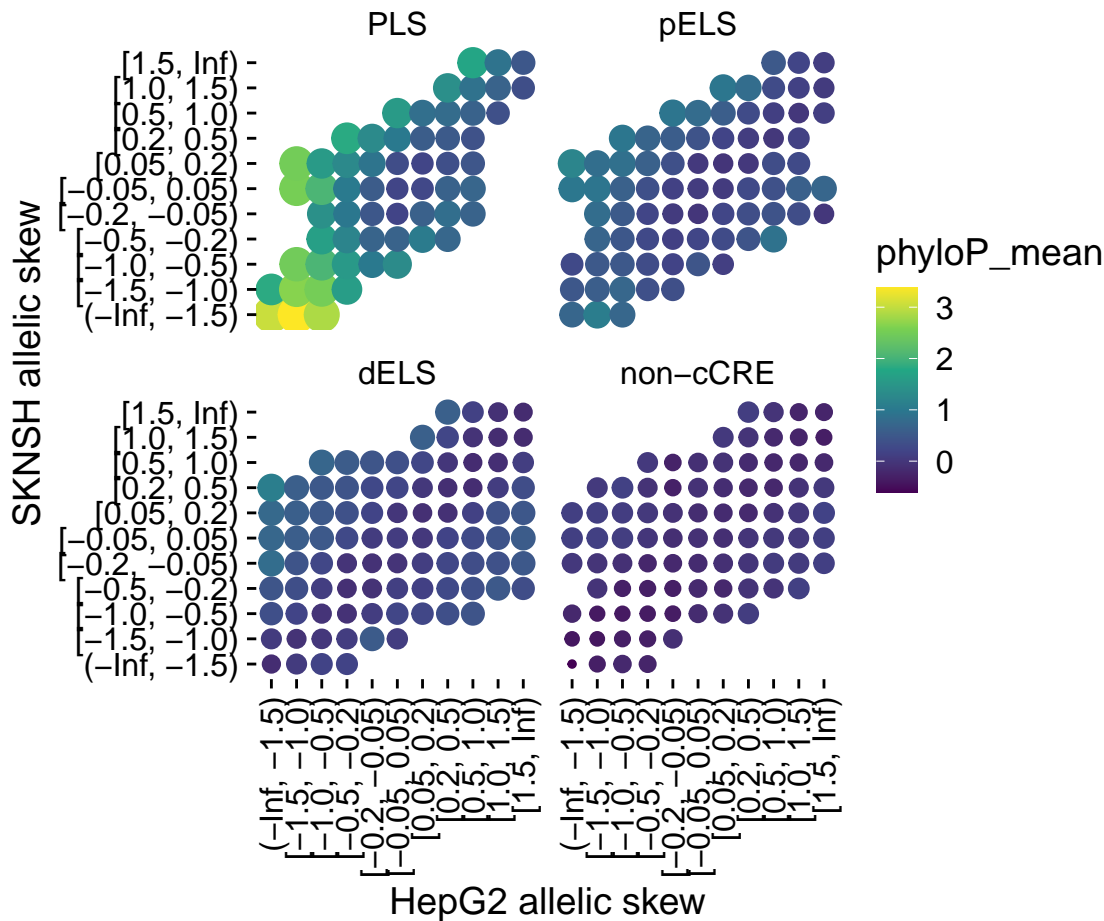 PLS
pELS
[1.5, Inf)
[1.0, 1.5)
[0.5, 1.0)
[0.2, 0.5)
[0.05, 0.2)
[−0.05, 0.05)
[−0.2, −0.05)
[−0.5, −0.2)
[−1.0, −0.5)
[−1.5, −1.0)
(−Inf, −1.5)
dELS
non−cCRE
[1.5, Inf)
[1.0, 1.5)
[0.5, 1.0)
[0.2, 0.5)
[0.05, 0.2)
[−0.05, 0.05)
[−0.2, −0.05)
[−0.5, −0.2)
[−1.0, −0.5)
[−1.5, −1.0)
(−Inf, −1.5)
SKNSH allelic skew
(−Inf, −1.5)
[−1.5, −1.0)
[−1.0, −0.5)
[−0.5, −0.2)
[−0.2, −0.05)
[−0.05, 0.05)
[0.05, 0.2)
[0.2, 0.5)
[0.5, 1.0)
[1.0, 1.5)
[1.5, Inf)
(−Inf, −1.5)
[−1.5, −1.0)
[−1.0, −0.5)
[−0.5, −0.2)
[−0.2, −0.05)
[−0.05, 0.05)
[0.05, 0.2)
[0.2, 0.5)
[0.5, 1.0)
[1.0, 1.5)
[1.5, Inf)
HepG2 allelic skew
phyloP_mean
3
2
1
0